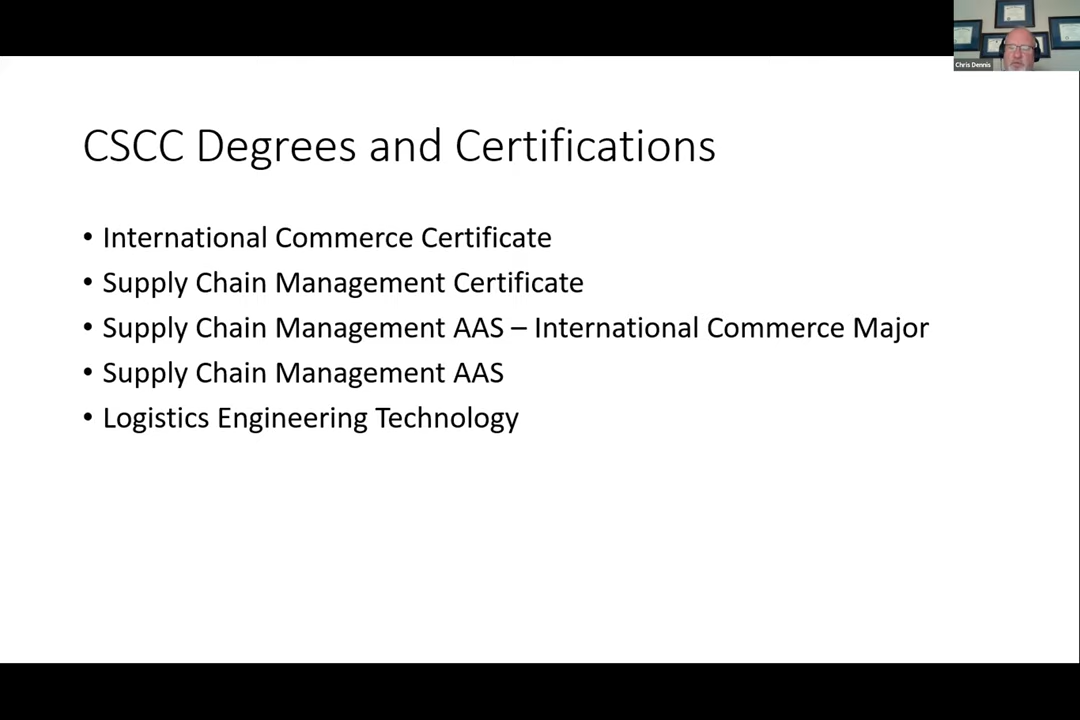 Chris Dennis
CSCC Degrees and Certifications
• International Commerce Certificate
• Supply Chain Management Certificate
• Supply Chain Management AAS – International Commerce Major
• Supply Chain Management AAS
• Logistics Engineering Technology